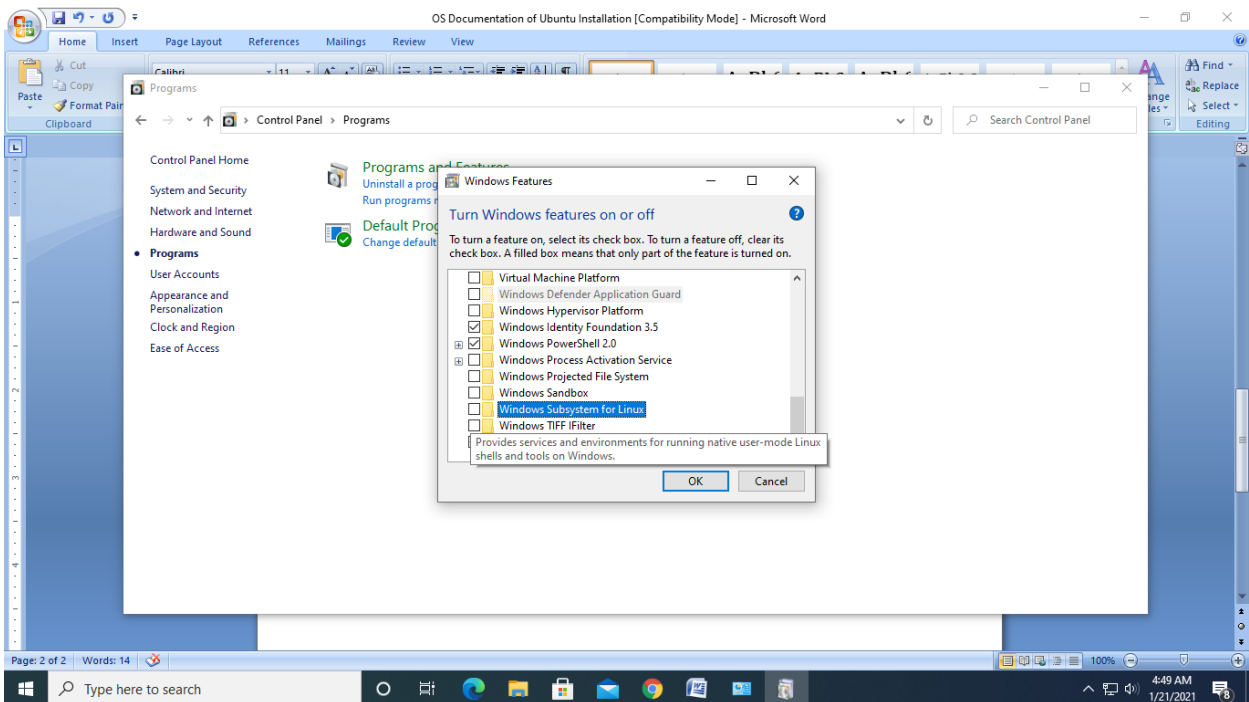 OS Documentation of Ubuntu Installation [Compatibility Mode] - Microsoft Word
Home Insert Page Layout References Mailings Review View
Cut
Copy
Format Pain
Paste
Clipboard
Calibri 11
Find
Replace
Select
Editing
Programs
Control Panel > Programs
Search Control Panel
Control Panel Home
System and Security
Network and Internet
Hardware and Sound
Programs
User Accounts
Appearance and
Personalization
Clock and Region
Ease of Access
Programs and Features
Uninstall a prog
Run programs
Default Prog
Change default
Windows Features
Turn Windows features on or off
To turn a feature on, select its check box. To turn a feature off, clear its
check box. A filled box means that only part of the feature is turned on.
Virtual Machine Platform
Windows Defender Application Guard
Windows Hypervisor Platform
Windows Identity Foundation 3.5
Windows PowerShell 2.0
Windows Process Activation Service
Windows Projected File System
Windows Sandbox
Windows Subsystem for Linux
Windows TIFF IFilter
Provides services and environments for running native user-mode Linux
shells and tools on Windows.
OK Cancel
Page: 2 of 2 Words: 14 100%
Type here to search
4:49 AM
1/21/2021
8